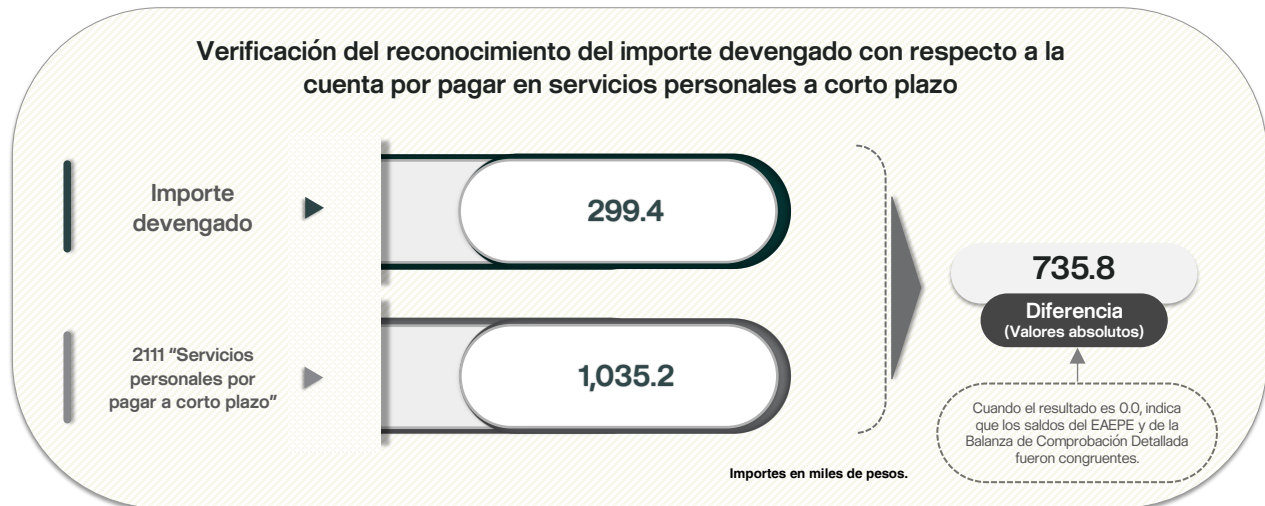 Verificación del reconocimiento del importe devengado con respecto a la
cuenta por pagar en servicios personales a corto plazo
Importe
devengado
299.4
2111 “Servicios
personales por
pagar a corto plazo”
1,035.2
735.8
Diferencia
(Valores absolutos)
Cuando el resultado es 0.0, indica
que los saldos del EAEPE y de la
Balanza de Comprobación Detallada
fueron congruentes.
Importes en miles de pesos.